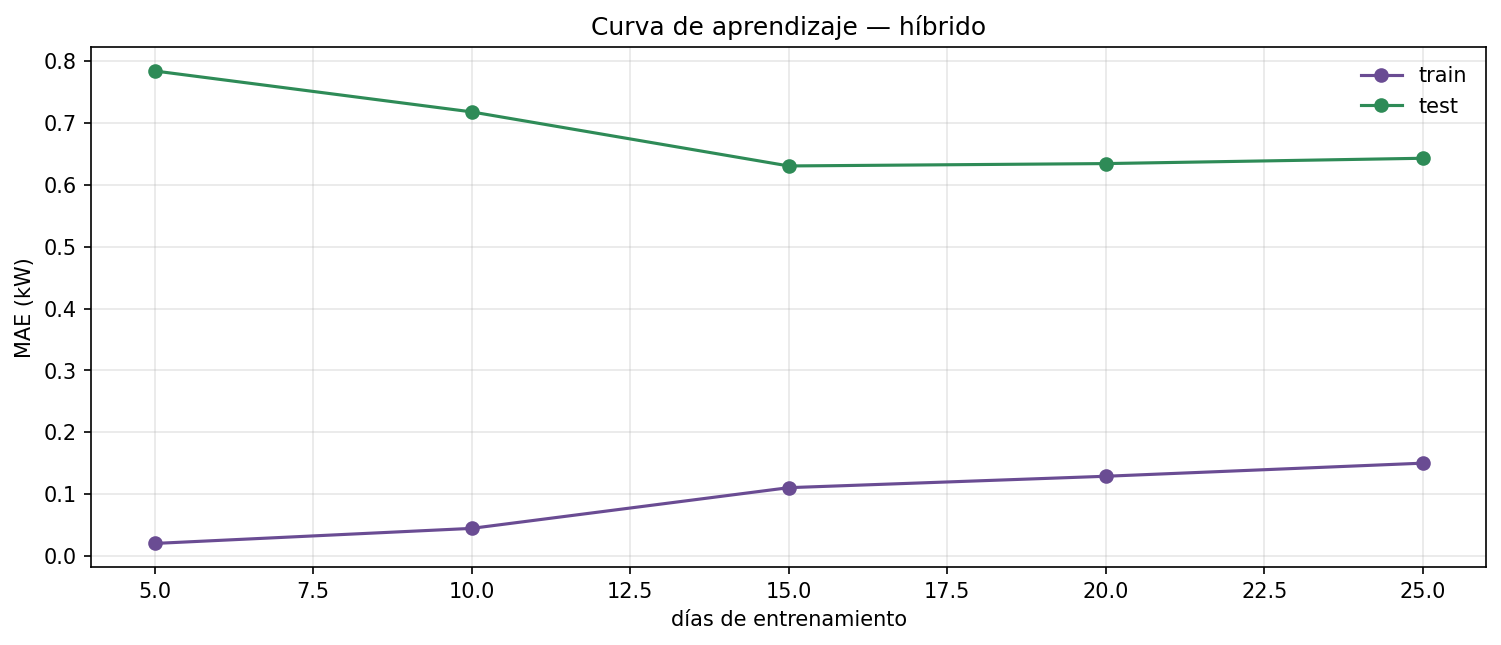 Curva de aprendizaje — híbrido
train
test
MAE (kW)
0.8
0.7
0.6
0.5
0.4
0.3
0.2
0.1
0.0
5.0 7.5 10.0 12.5 15.0 17.5 20.0 22.5 25.0
días de entrenamiento